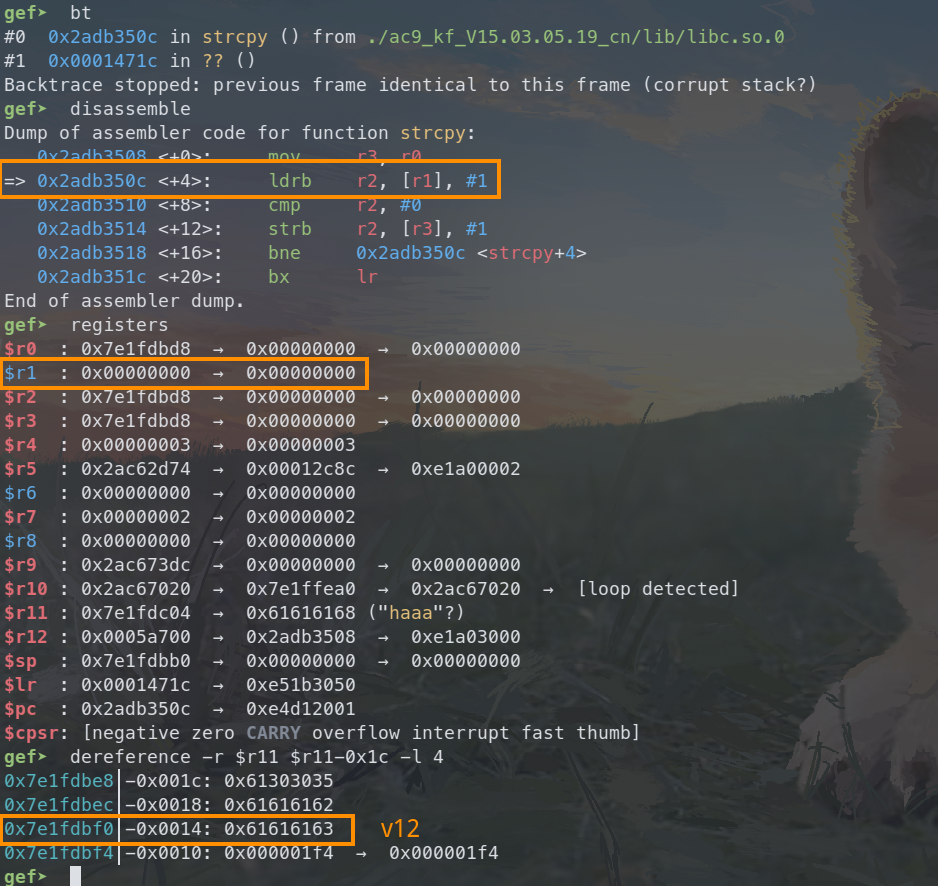 gef➤  bt
#0  0x2adb350c in strcpy () from ./ac9_kf_V15.03.05.19_cn/lib/libc.so.0
#1  0x0001471c in ?? ()
Backtrace stopped: previous frame identical to this frame (corrupt stack?)
gef➤  disassemble
Dump of assembler code for function strcpy:
   0x2adb3508 <+0>:     mov     r3, r0
=> 0x2adb350c <+4>:     ldrb    r2, [r1], #1
   0x2adb3510 <+8>:     cmp     r2, #0
   0x2adb3514 <+12>:    strb    r2, [r3], #1
   0x2adb3518 <+16>:    bne     0x2adb350c <strcpy+4>
   0x2adb351c <+20>:    bx      lr
End of assembler dump.
gef➤  registers
$r0  : 0x7e1fdbd8  →  0x00000000  →  0x00000000
$r1  : 0x00000000  →  0x00000000
$r2  : 0x7e1fdbd8  →  0x00000000  →  0x00000000
$r3  : 0x7e1fdbd8  →  0x00000000  →  0x00000000
$r4  : 0x00000003  →  0x00000003
$r5  : 0x2ac62d74  →  0x00012c8c  →  0xe1a00002
$r6  : 0x00000000  →  0x00000000
$r7  : 0x00000002  →  0x00000002
$r8  : 0x00000000  →  0x00000000
$r9  : 0x2ac673dc  →  0x00000000  →  0x00000000
$r10 : 0x2ac67020  →  0x7e1ffea0  →  0x2ac67020  →  [loop detected]
$r11 : 0x7e1fdc04  →  0x61616168 ("haaa"?)
$r12 : 0x0005a700  →  0x2adb3508  →  0xe1a03000
$sp  : 0x7e1fdbb0  →  0x00000000  →  0x00000000
$lr  : 0x0001471c  →  0xe51b3050
$pc  : 0x2adb350c  →  0xe4d12001
$cpsr: [negative zero CARRY overflow interrupt fast thumb]
gef➤  dereference -r $r11 $r11-0x1c -l 4
0x7e1fdbe8│-0x001c: 0x61303035
0x7e1fdbec│-0x0018: 0x61616162
0x7e1fdbf0│-0x0014: 0x61616163    v12
0x7e1fdbf4│-0x0010: 0x000001f4  →  0x000001f4
gef➤